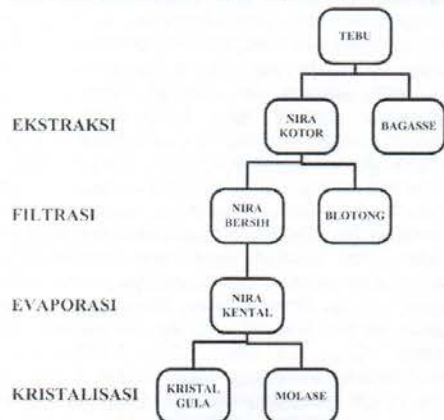 TEBU
EKSTRAKSI
NIRA
KOTOR
BAGASSE
FILTRASI
NIRA
BERSIH
BLOTONG
EVAPORASI
NIRA
KENTAL
KRISTALISASI
KRISTAL
GULA
MOLASE